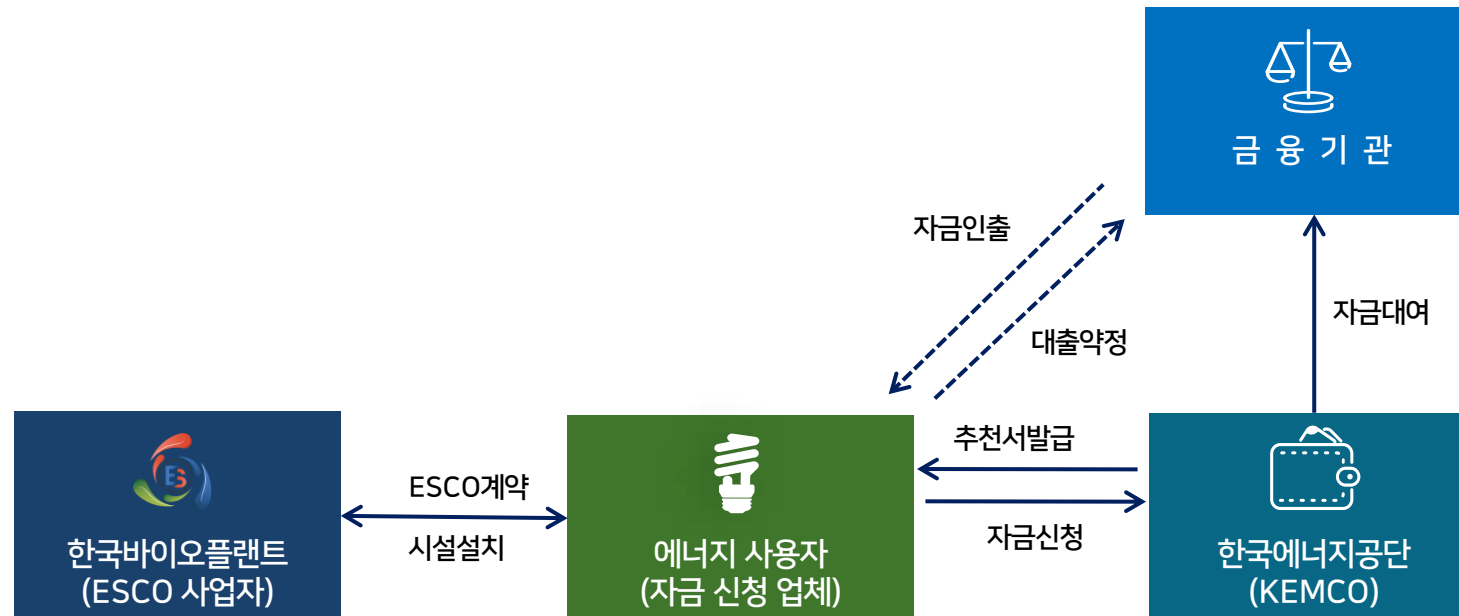 금 융 기 관
자금인출
대출약정
자금대여
ESCO계약
시설설치
추천서발급
자금신청
ES
한국바이오플랜트
(ESCO 사업자)
에너지 사용자
(자금 신청 업체)
한국에너지공단
(KEMCO)